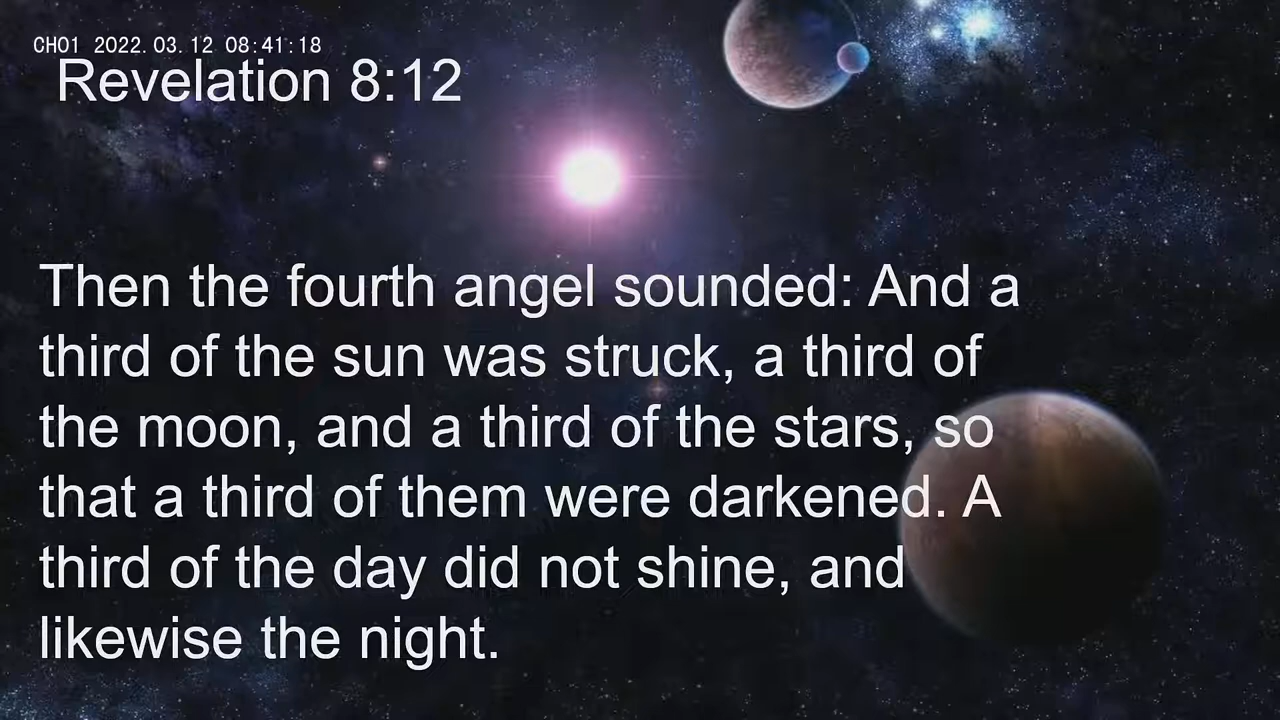 CH01 2022.03.12 08:41:18
Revelation 8:12
Then the fourth angel sounded: And a
third of the sun was struck, a third of
the moon, and a third of the stars, so
that a third of them were darkened. A
third of the day did not shine, and
likewise the night.